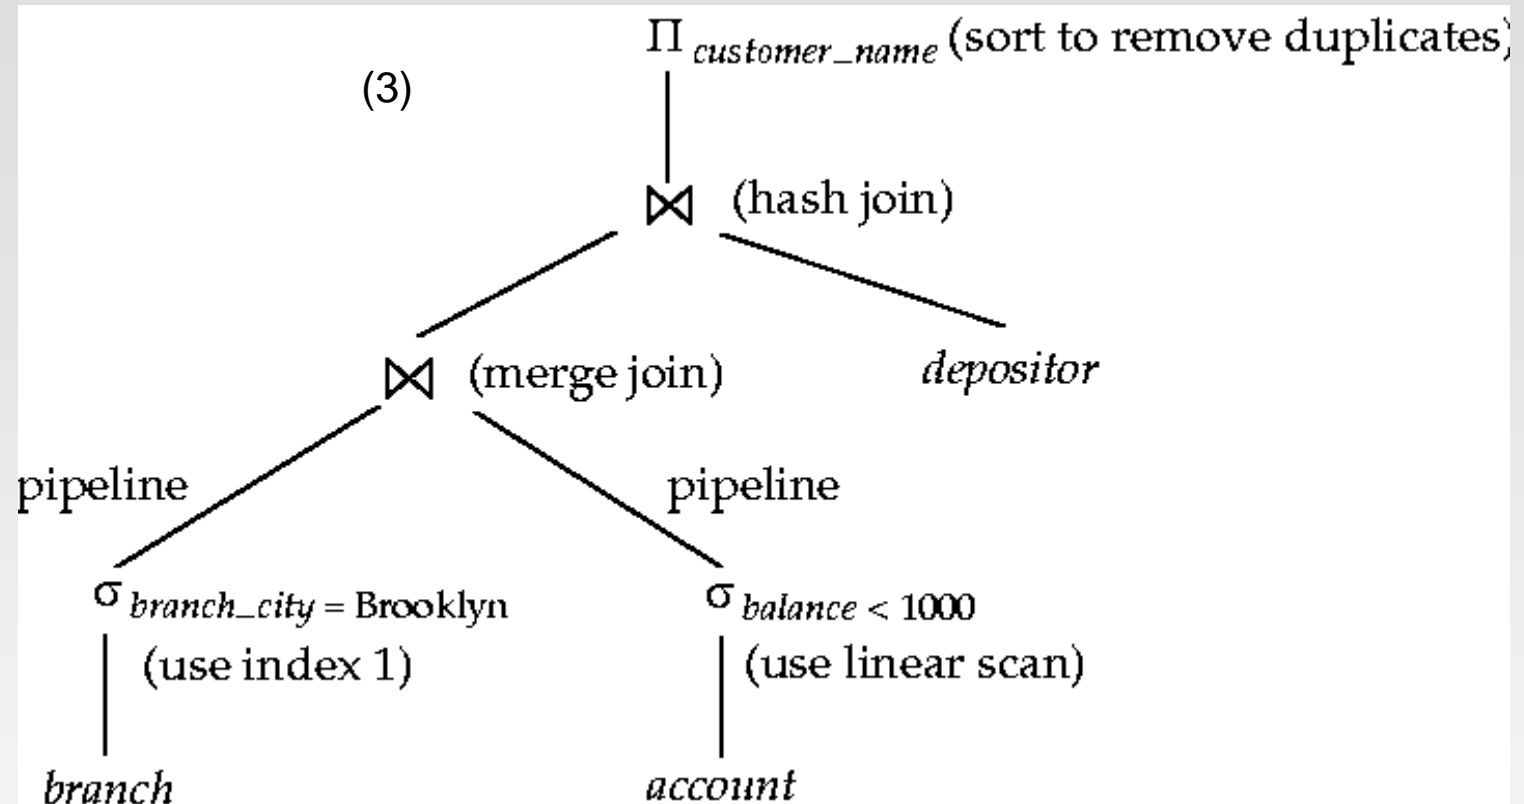 Π customer_name (sort to remove duplicates)
(3)
⋈ (hash join)
⋈ (merge join)
depositor
pipeline
pipeline
σ branch_city = Brooklyn
σ balance < 1000
(use index 1)
(use linear scan)
branch
account